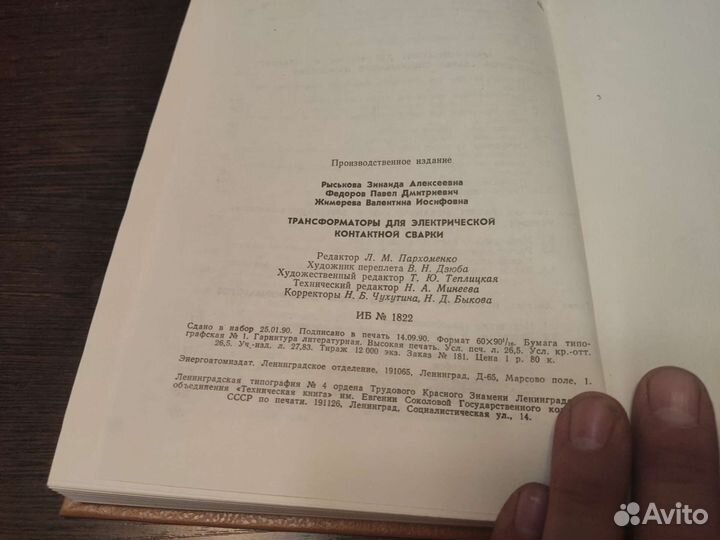 Производственное издание
Рыськова Зинаида Алексеевна
Федоров Павел Дмитриевич
Жимерева Валентина Иосифовна
ТРАНСФОРМАТОРЫ ДЛЯ ЭЛЕКТРИЧЕСКОЙ
КОНТАКТНОЙ СВАРКИ
Редактор Л. М. Пархоменко
Художник переплета В. Н. Дзюба
Художественный редактор Т. Ю. Теплицкая
Технический редактор Н. А. Минеева
Корректоры Н. Б. Чухутина, Н. Д. Быкова
ИБ № 1822
Сдано в набор 25.01.90. Подписано в печать 14.09.90. Формат 60×90¹/₁₆. Бумага типо-
графская № 1. Гарнитура литературная. Высокая печать. Усл. печ. л. 26,5. Усл. кр.-отт.
26,5. Уч.-изд. л. 27,83. Тираж 12 000 экз. Заказ № 181. Цена 1 р. 80 к.
Энергоатомиздат. Ленинградское отделение, 191065, Ленинград, Д-65, Марсово поле, 1.
Ленинградская типография № 4 ордена Трудового Красного Знамени Ленинград
объединения «Техническая книга» им. Евгении Соколовой Государственного ко
СССР по печати. 191126, Ленинград, Социалистическая ул., 14.
Avito